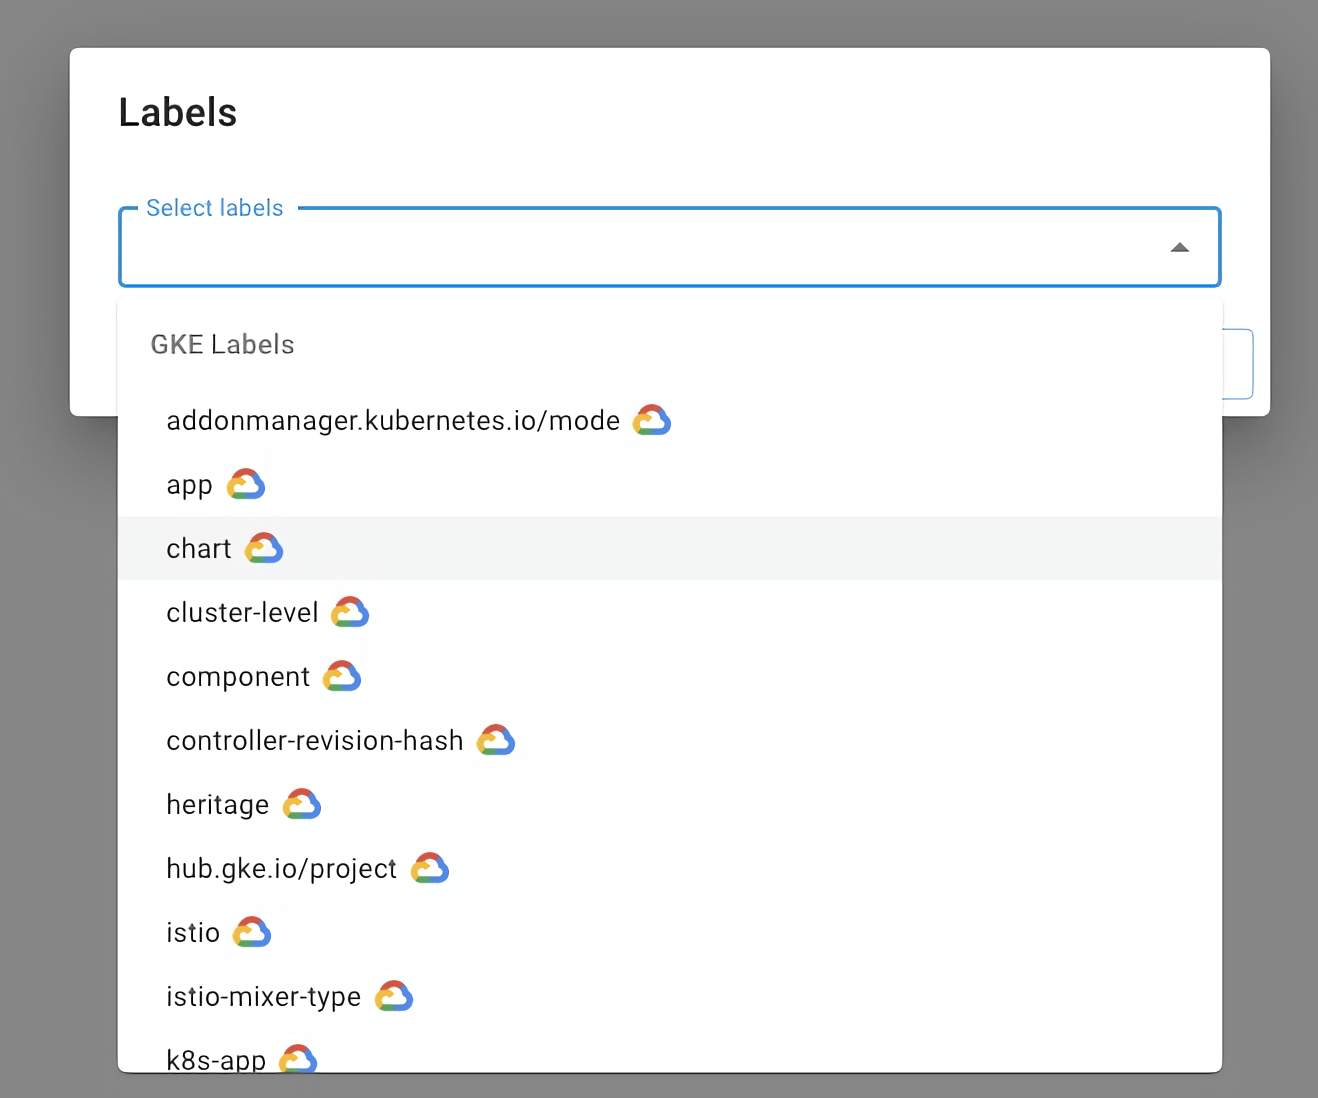 Labels
Select labels
GKE Labels
addonmanager.kubernetes.io/mode
app
chart
cluster-level
component
controller-revision-hash
heritage
hub.gke.io/project
istio
istio-mixer-type
k8s-app